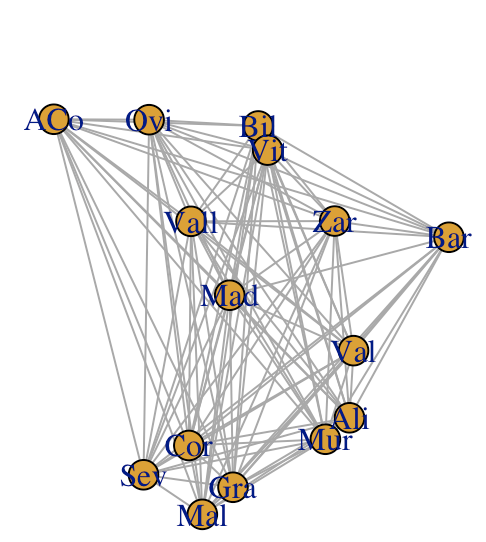 ACo
Ovi
Bil
Vit
Vall
Zar
Bar
Mad
Val
Ali
Mur
Cor
Sev
Gra
Mal